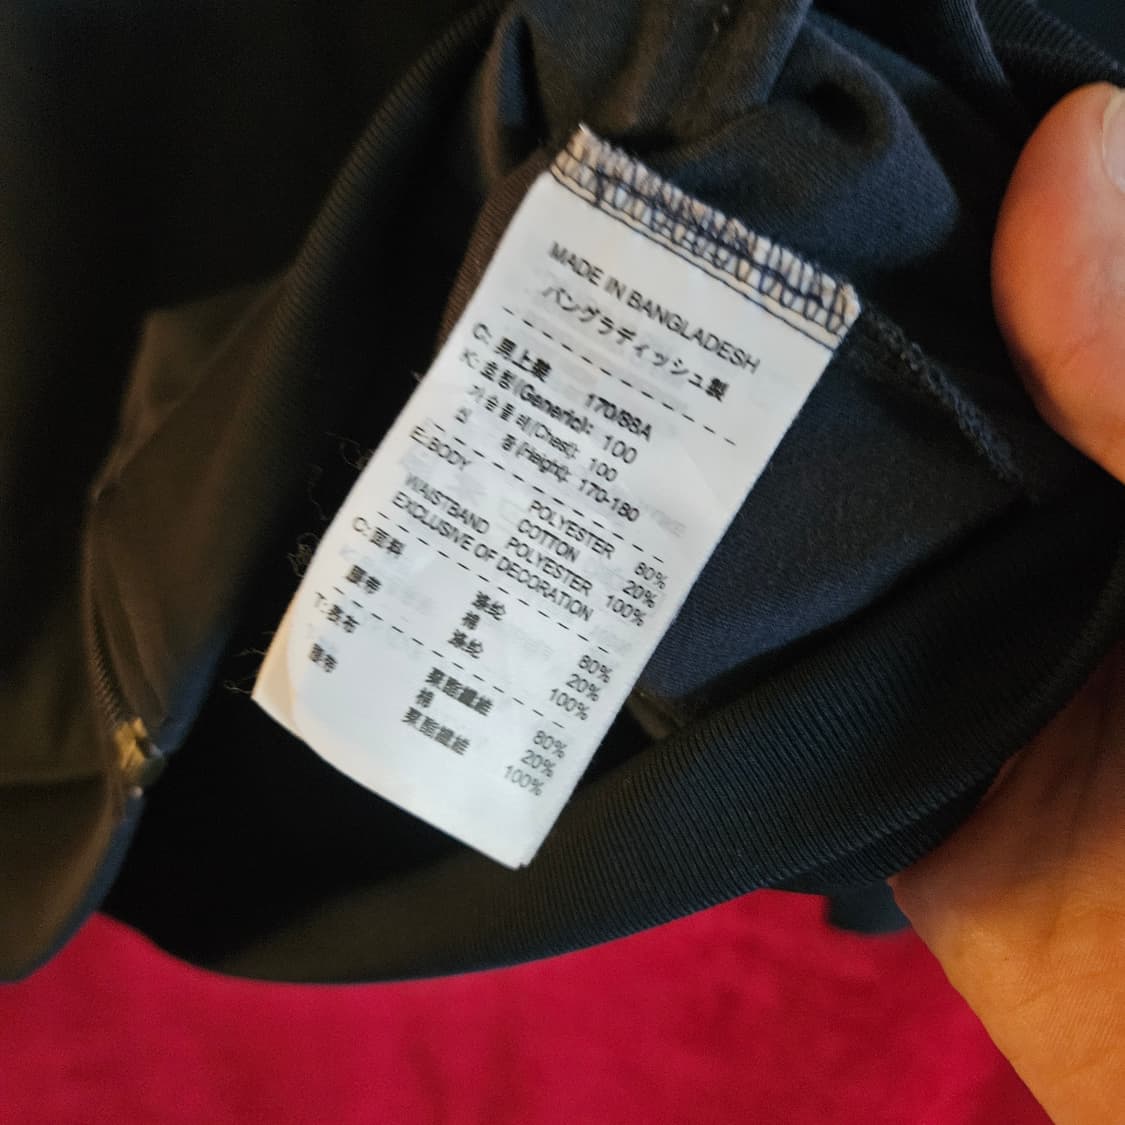 MADE IN BANGLADESH
バングラディッシュ製
C: 男上装 170/88A
K: 호칭(Generic): 100
가슴둘레(Chest): 100
신 장(Height): 170-180
E: BODY POLYESTER 80%
COTTON 20%
WAISTBAND POLYESTER 100%
EXCLUSIVE OF DECORATION
C: 面料 涤纶 80%
棉 20%
腰带 涤纶 100%
T: 表布 聚酯纖維 80%
棉 20%
腰帶 聚酯纖維 100%